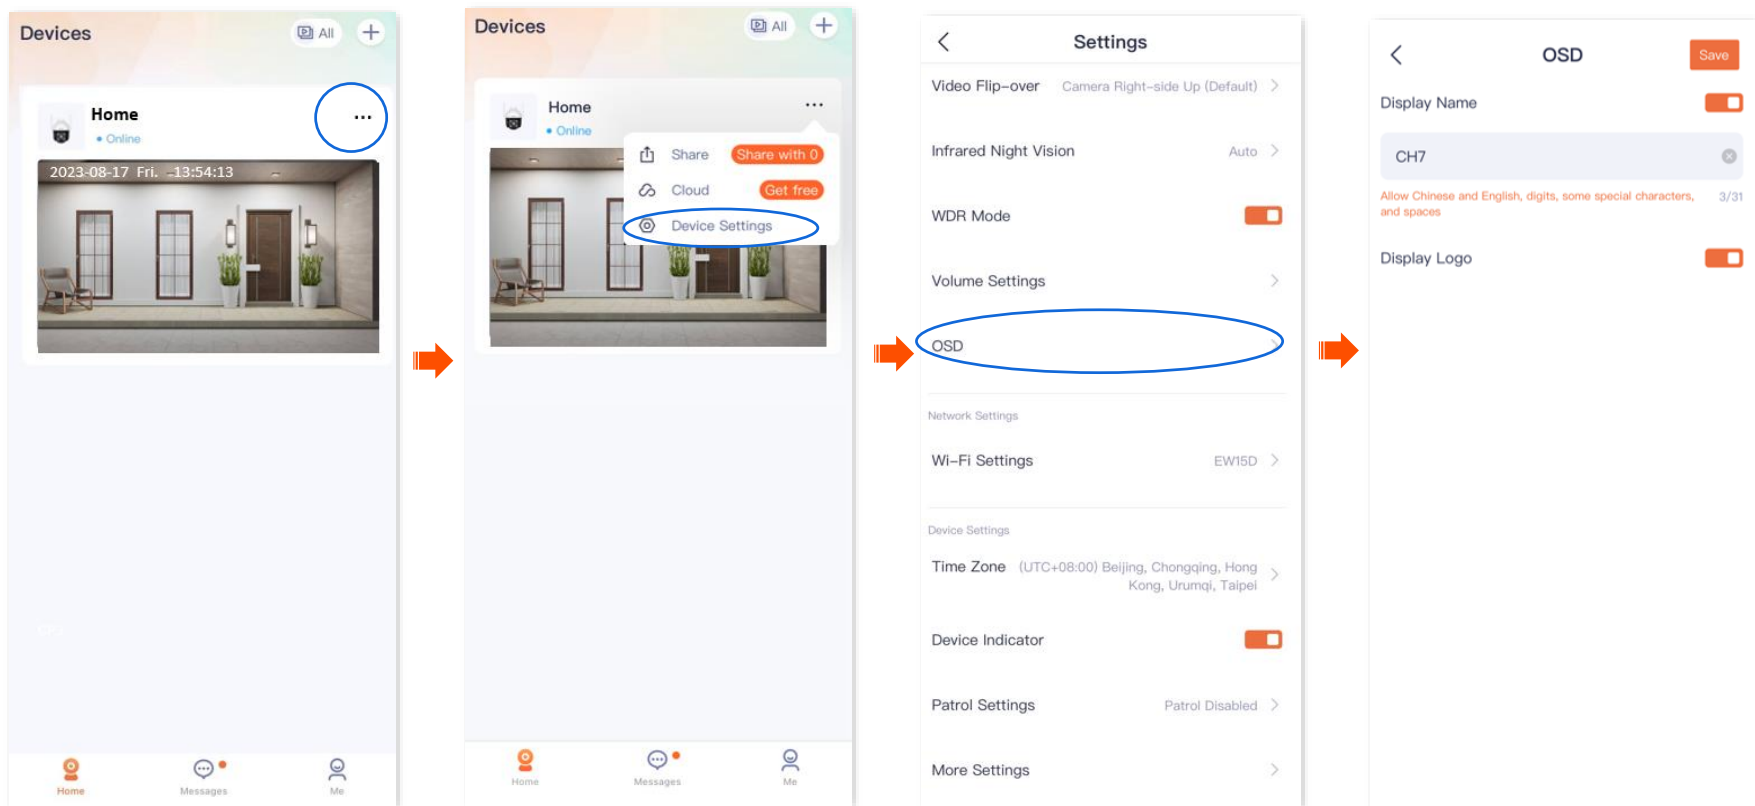 Devices
All
Home
Online
2023-08-17 Fri. 13:54:13
Home
Messages
Me
Devices
All
Home
Online
Share Share with 0
Cloud Get free
Device Settings
Home
Messages
Me
Settings
Video Flip-over Camera Right-side Up (Default)
Infrared Night Vision Auto
WDR Mode
Volume Settings
OSD
Network Settings
Wi-Fi Settings EW15D
Device Settings
Time Zone (UTC+08:00) Beijing, Chongqing, Hong
Kong, Urumqi, Taipei
Device Indicator
Patrol Settings Patrol Disabled
More Settings
OSD
Save
Display Name
CH7
Allow Chinese and English, digits, some special characters, 3/31
and spaces
Display Logo